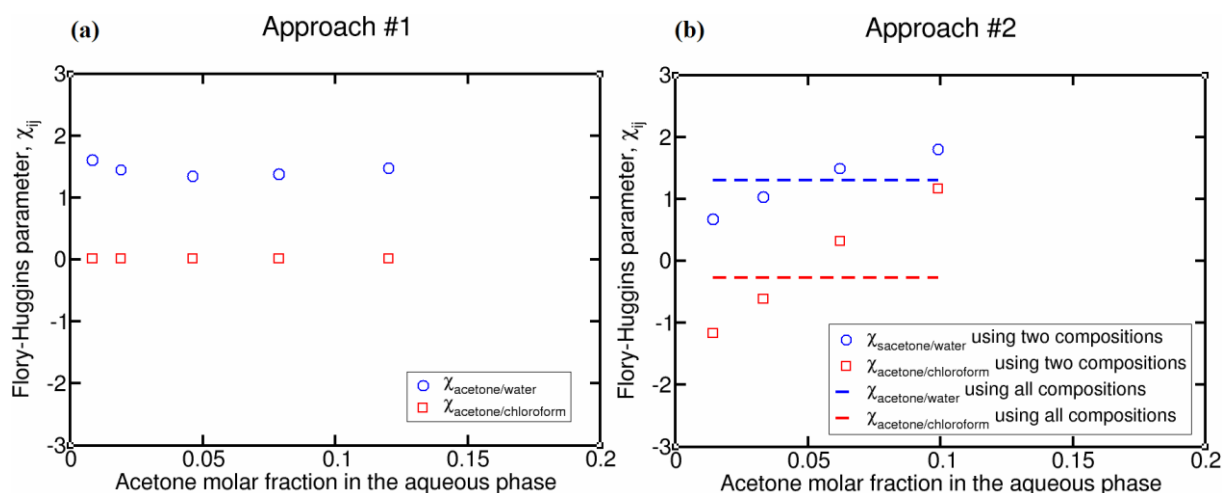 (a)
Approach #1
3
2
1
0
-1
-2
-3
0
0.05
0.1
0.15
0.2
Flory-Huggins parameter, χij
Acetone molar fraction in the aqueous phase
χacetone/water
χacetone/chloroform
(b)
Approach #2
3
2
1
0
-1
-2
-3
0
0.05
0.1
0.15
0.2
Flory-Huggins parameter, χij
Acetone molar fraction in the aqueous phase
χsacetone/water using two compositions
χacetone/chloroform using two compositions
χacetone/water using all compositions
χacetone/chloroform using all compositions